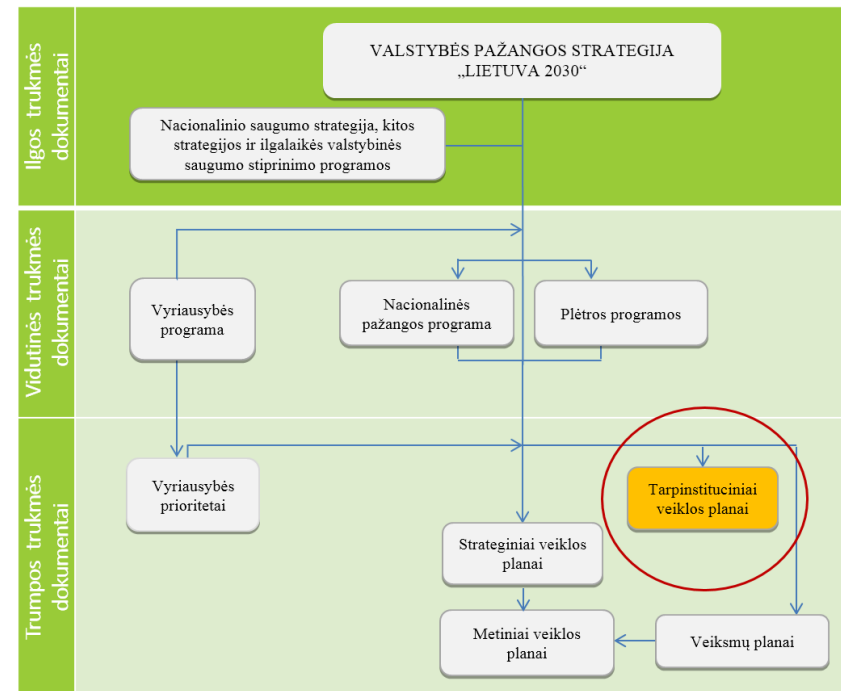 Ilgos trukmės
dokumentai
VALSTYBĖS PAŽANGOS STRATEGIJA
„LIETUVA 2030“
Nacionalinio saugumo strategija, kitos
strategijos ir ilgalaikės valstybinės
saugumo stiprinimo programos
Vidutinės trukmės
dokumentai
Vyriausybės
programa
Nacionalinės
pažangos programa
Plėtros programos
Trumpos trukmės
dokumentai
Vyriausybės
prioritetai
Tarpinstituciniai
veiklos planai
Strateginiai veiklos
planai
Metiniai veiklos
planai
Veiksmų planai